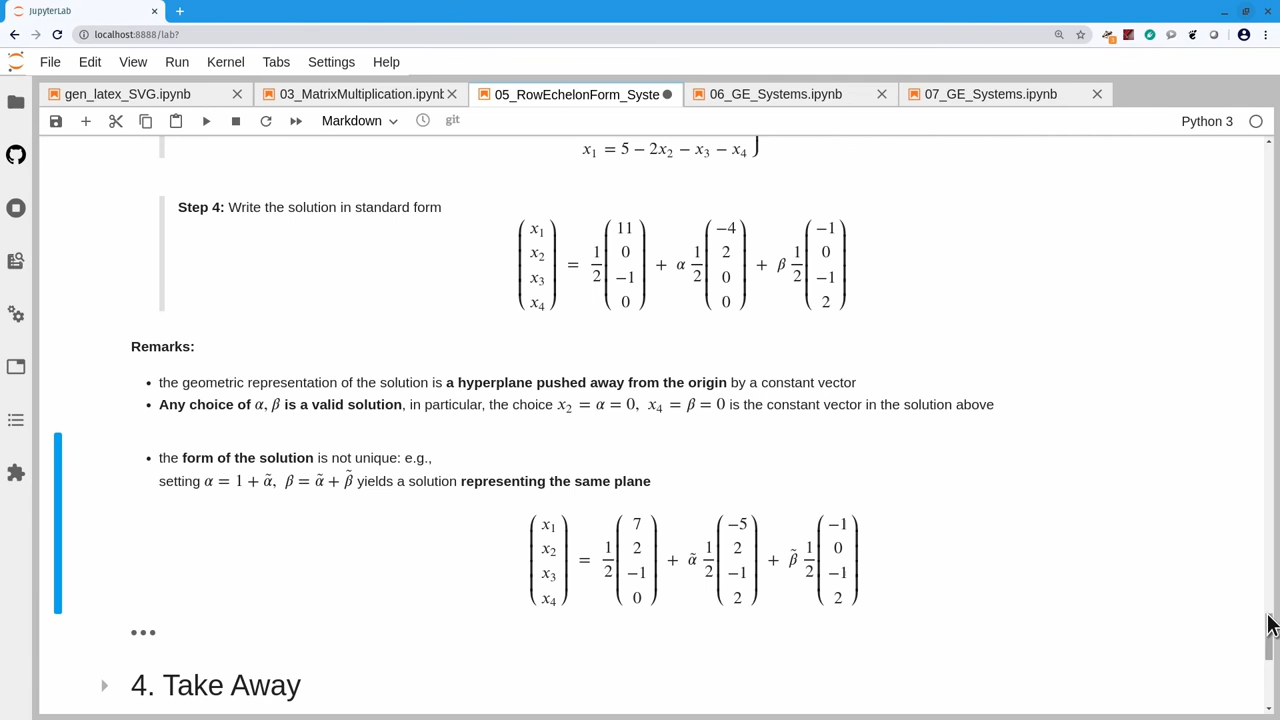 JupyterLab
localhost:8888/lab?
File Edit View Run Kernel Tabs Settings Help
gen_latex_SVG.ipynb
03_MatrixMultiplication.ipynb
05_RowEchelonForm_Syste
06_GE_Systems.ipynb
07_GE_Systems.ipynb
Markdown git Python 3
x₁ = 5 − 2x₂ − x₃ − x₄ ⎭
Step 4: Write the solution in standard form
(x₁ x₂ x₃ x₄) = 1/2 (11 0 −1 0) + α 1/2 (−4 2 0 0) + β 1/2 (−1 0 −1 2)
Remarks:
• the geometric representation of the solution is a hyperplane pushed away from the origin by a constant vector
• Any choice of α, β is a valid solution, in particular, the choice x₂ = α = 0, x₄ = β = 0 is the constant vector in the solution above
• the form of the solution is not unique: e.g.,
setting α = 1 + α̃, β = α̃ + β̃ yields a solution representing the same plane
(x₁ x₂ x₃ x₄) = 1/2 (7 2 −1 0) + α̃ 1/2 (−5 2 −1 2) + β̃ 1/2 (−1 0 −1 2)
•••
4. Take Away